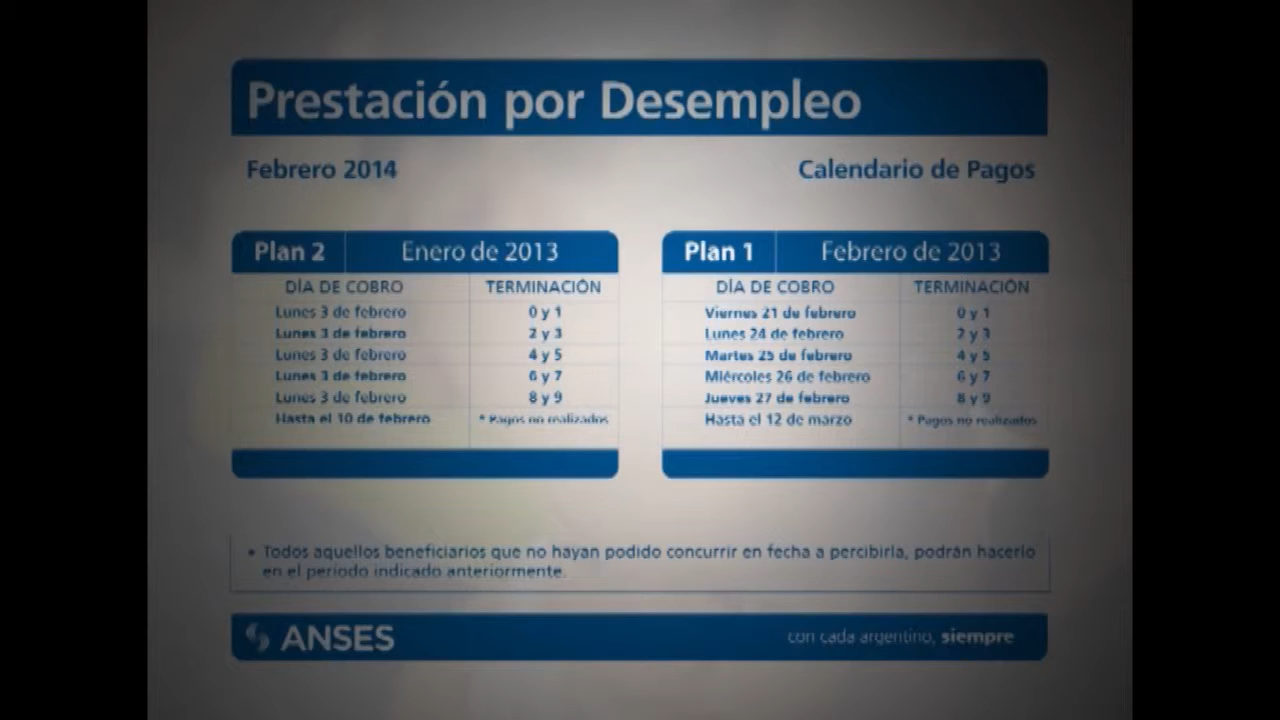 Prestación por Desempleo
Febrero 2014
Calendario de Pagos
Plan 2
Enero de 2013
DÍA DE COBRO
TERMINACIÓN
Lunes 3 de febrero
0 y 1
Lunes 3 de febrero
2 y 3
Lunes 3 de febrero
4 y 5
Lunes 3 de febrero
6 y 7
Lunes 3 de febrero
8 y 9
Hasta el 10 de febrero
* Pagos no realizados
Plan 1
Febrero de 2013
DÍA DE COBRO
TERMINACIÓN
Viernes 21 de febrero
0 y 1
Lunes 24 de febrero
2 y 3
Martes 25 de febrero
4 y 5
Miércoles 26 de febrero
6 y 7
Jueves 27 de febrero
8 y 9
Hasta el 12 de marzo
* Pagos no realizados
• Todos aquellos beneficiarios que no hayan podido concurrir en fecha a percibirla, podrán hacerlo
en el período indicado anteriormente.
ANSES
con cada argentino, siempre